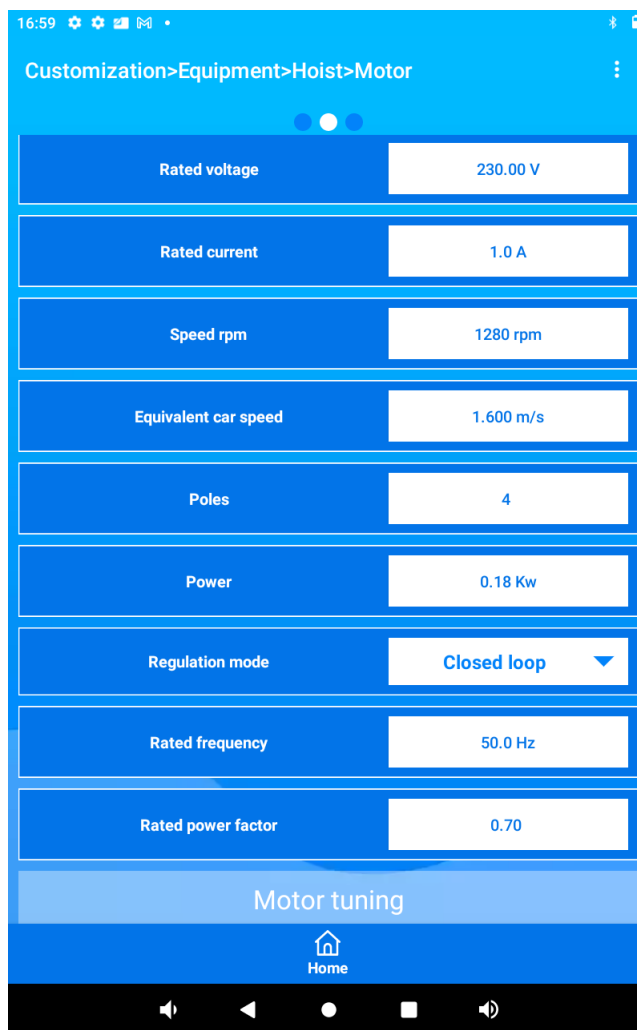 16:59
Customization>Equipment>Hoist>Motor
Rated voltage 230.00 V
Rated current 1.0 A
Speed rpm 1280 rpm
Equivalent car speed 1.600 m/s
Poles 4
Power 0.18 Kw
Regulation mode Closed loop
Rated frequency 50.0 Hz
Rated power factor 0.70
Motor tuning
Home